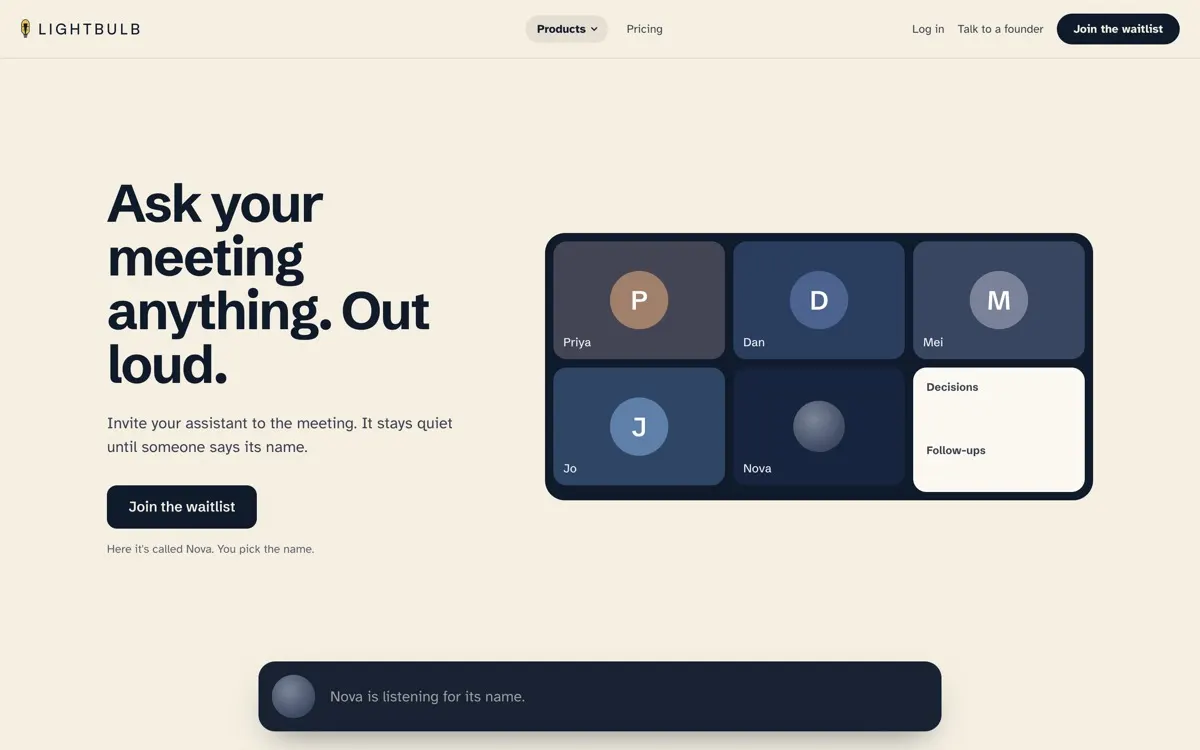 LIGHTBULB
Products
Pricing
Log in
Talk to a founder
Join the waitlist
Ask your
meeting
anything. Out
loud.
Invite your assistant to the meeting. It stays quiet
until someone says its name.
Join the waitlist
Here it's called Nova. You pick the name.
P
Priya
D
Dan
M
Mei
J
Jo
Nova
Decisions
Follow-ups
Nova is listening for its name.